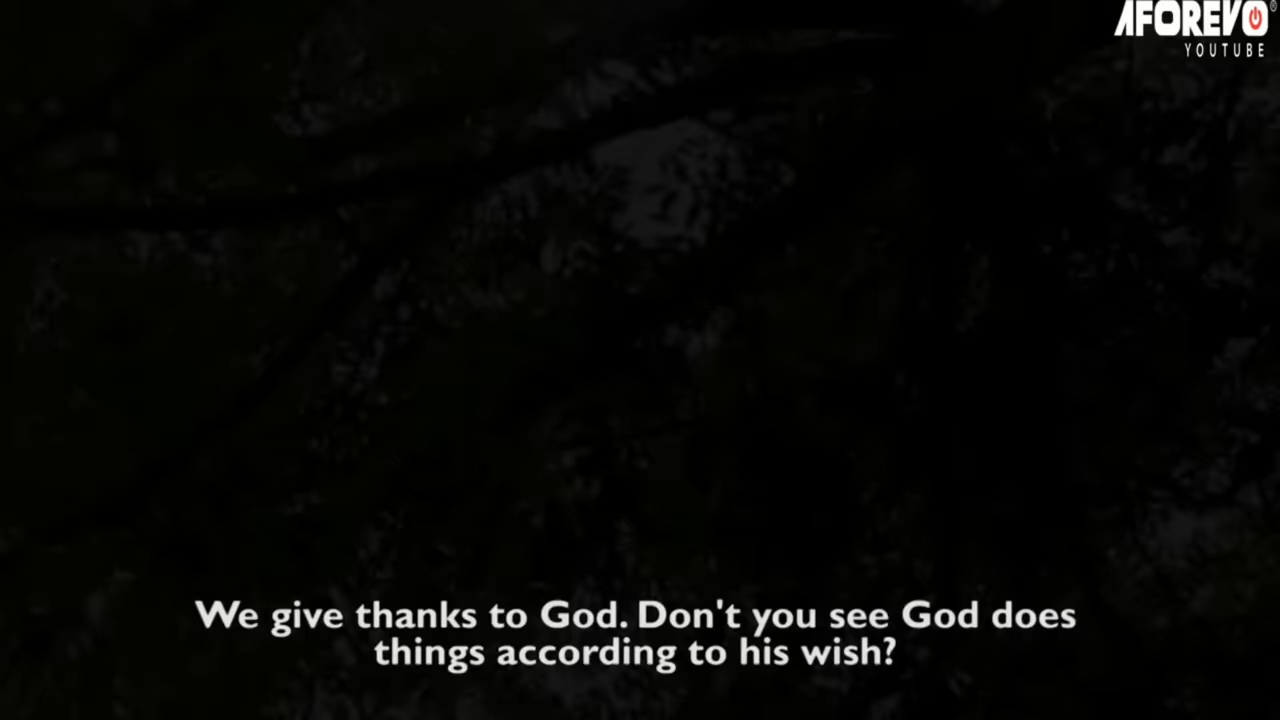 AFOREVO®
YOUTUBE
We give thanks to God. Don't you see God does
things according to his wish?